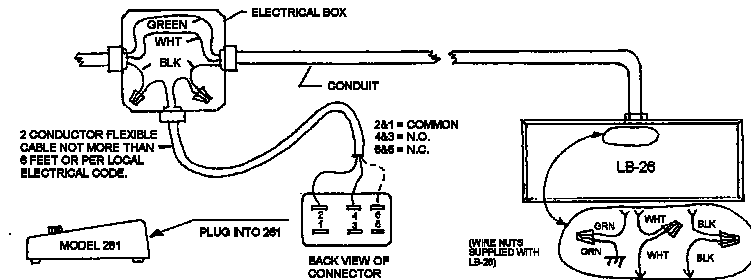 ELECTRICAL BOX
GREEN
WHT
BLK
CONDUIT
2 CONDUCTOR FLEXIBLE
CABLE NOT MORE THAN
6 FEET OR PER LOCAL
ELECTRICAL CODE.
2&1 = COMMON
4&3 = N.O.
6&5 = N.C.
LB-26
2 4 6
1 3 5
MODEL 261
PLUG INTO 261
BACK VIEW OF
CONNECTOR
(WIRE NUTS
SUPPLIED WITH
LB-26)
GRN WHT BLK
GRN WHT BLK